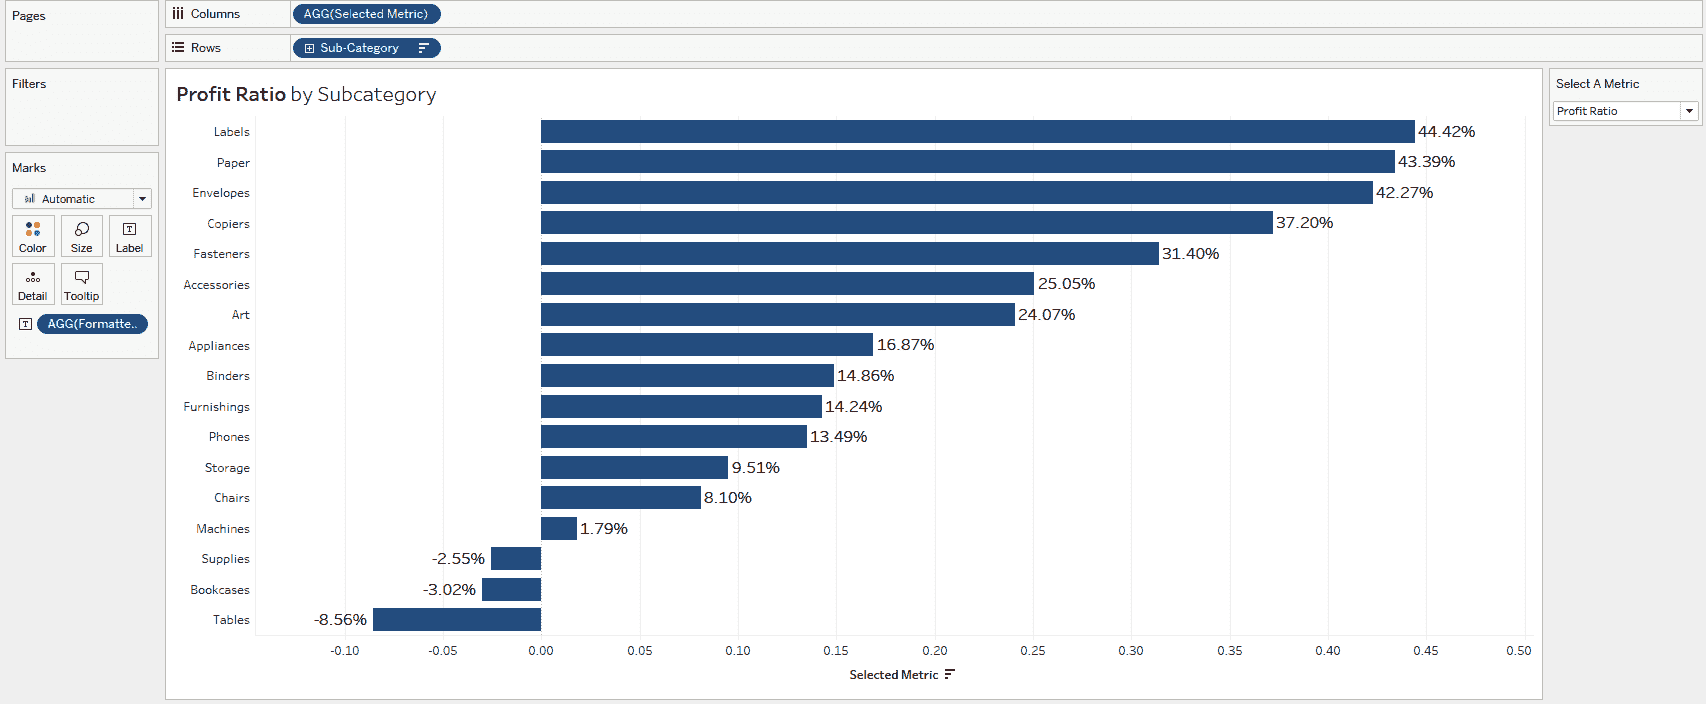 Pages
Columns
AGG(Selected Metric)
Rows
Sub-Category
Filters
Marks
Automatic
Color
Size
Label
Detail
Tooltip
AGG(Formatte..
Profit Ratio by Subcategory
Labels 44.42%
Paper 43.39%
Envelopes 42.27%
Copiers 37.20%
Fasteners 31.40%
Accessories 25.05%
Art 24.07%
Appliances 16.87%
Binders 14.86%
Furnishings 14.24%
Phones 13.49%
Storage 9.51%
Chairs 8.10%
Machines 1.79%
Supplies -2.55%
Bookcases -3.02%
Tables -8.56%
-0.10 -0.05 0.00 0.05 0.10 0.15 0.20 0.25 0.30 0.35 0.40 0.45 0.50
Selected Metric
Select A Metric
Profit Ratio